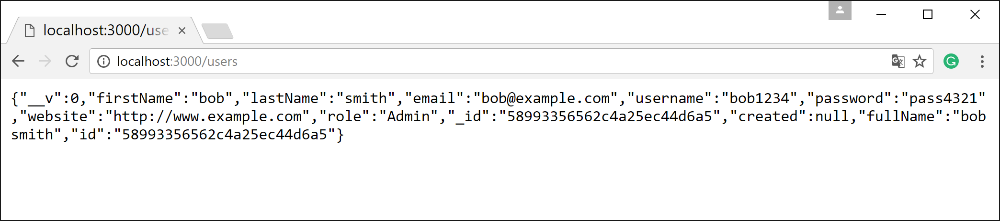 localhost:3000/use
localhost:3000/users
{"__v":0,"firstName":"bob","lastName":"smith","email":"bob@example.com","username":"bob1234","password":"pass4321"
,"website":"http://www.example.com","role":"Admin","_id":"58993356562c4a25ec44d6a5","created":null,"fullName":"bob
smith","id":"58993356562c4a25ec44d6a5"}